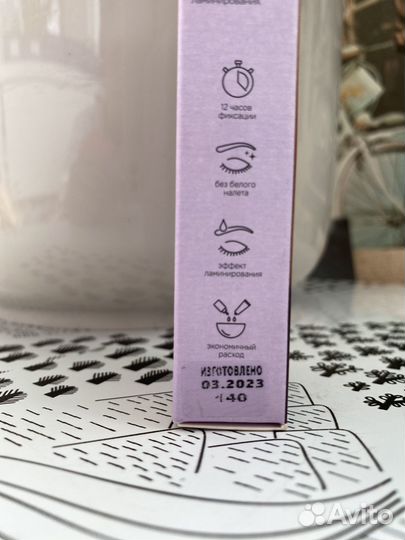 ламинирования.
12 часов
фиксации
без белого
налета
эффект
ламинирования
экономичный
расход
ИЗГОТОВЛЕНО
03.2023
140
Avito